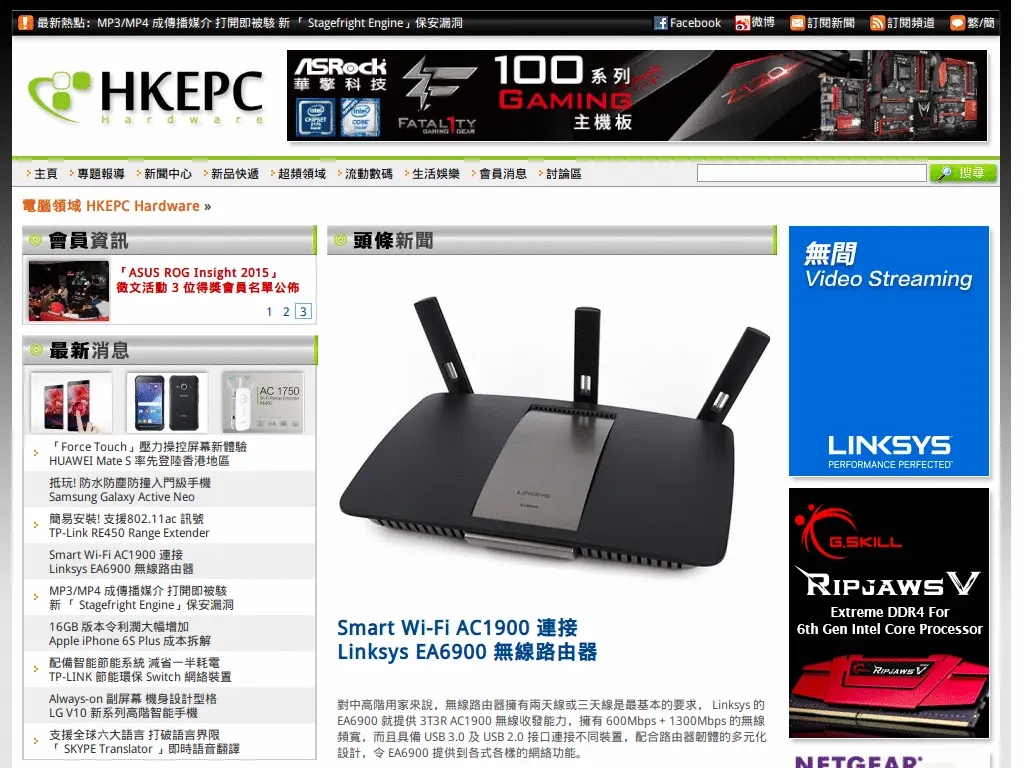 最新熱點: MP3/MP4 成傳播媒介 打開即被駭 新 「 Stagefright Engine」保安漏洞
Facebook
微博
訂閱新聞
訂閱頻道
繁/簡
HKEPC
Hardware
ASRock
華擎科技
intel
CHIPSET
intel
CORE
FATAL1TY
GAMING GEAR
100 系列
GAMING
主機板
ZAZO
主頁
專題報導
新聞中心
新品快遞
超頻領域
流動數碼
生活娛樂
會員消息
討論區
搜尋
電腦領域 HKEPC Hardware »
會員資訊
「ASUS ROG Insight 2015」
徵文活動 3 位得獎會員名單公佈
1 2 3
最新消息
AC 1750
Wi-Fi Range Extender
RE450
「Force Touch」壓力操控屏幕新體驗
HUAWEI Mate S 率先登陸香港地區
抵玩! 防水防塵防撞入門級手機
Samsung Galaxy Active Neo
簡易安裝! 支援802.11ac 訊號
TP-Link RE450 Range Extender
Smart Wi-Fi AC1900 連接
Linksys EA6900 無線路由器
MP3/MP4 成傳播媒介 打開即被駭
新 「 Stagefright Engine」保安漏洞
16GB 版本令利潤大幅增加
Apple iPhone 6S Plus 成本拆解
配備智能節能系統 減省一半耗電
TP-LINK 節能環保 Switch 網絡裝置
Always-on 副屏幕 機身設計型格
LG V10 新系列高階智能手機
支援全球六大語言 打破語言界限
「 SKYPE Translator 」即時語音翻譯
頭條新聞
LINKSYS
Smart Wi-Fi AC1900 連接
Linksys EA6900 無線路由器
對中高階用家來說，無線路由器擁有兩天線或三天線是最基本的要求， Linksys 的
EA6900 就提供 3T3R AC1900 無線收發能力，擁有 600Mbps + 1300Mbps 的無線
頻寬，而且具備 USB 3.0 及 USB 2.0 接口連接不同裝置，配合路由器韌體的多元化
設計，令 EA6900 提供到各式各樣的網絡功能。
無間
Video Streaming
LINKSYS
PERFORMANCE PERFECTED
G.SKILL
RIPJAWS V
Extreme DDR4 For
6th Gen Intel Core Processor
RIPJAWS V
NETGEAR